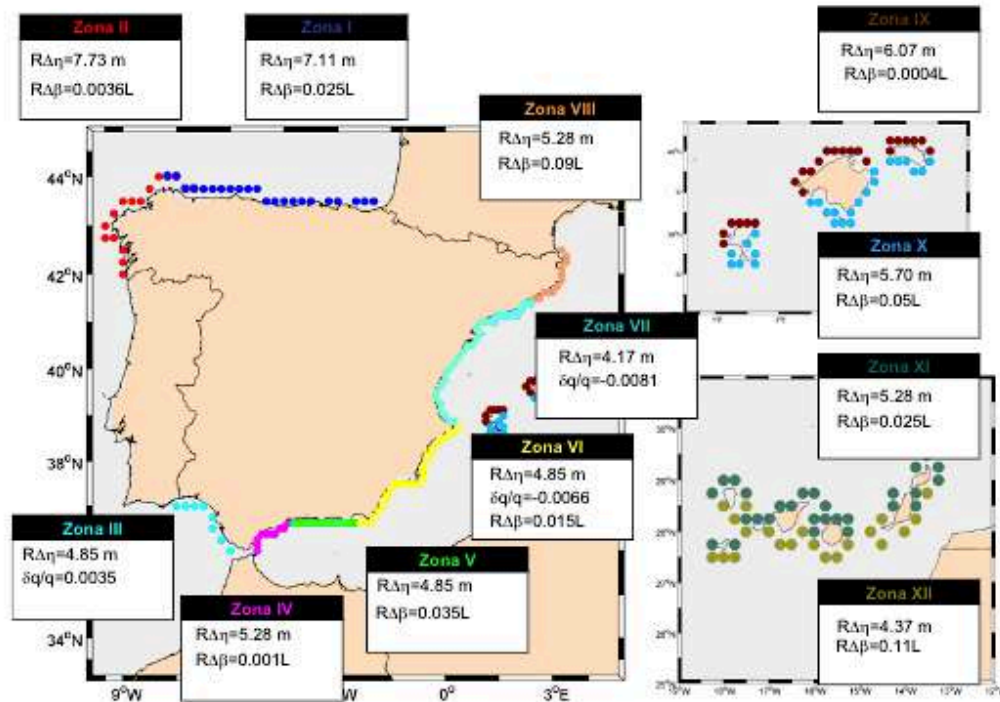 Zona II
RΔη=7.73 m
RΔβ=0.0036L
Zona I
RΔη=7.11 m
RΔβ=0.025L
Zona VIII
RΔη=5.28 m
RΔβ=0.09L
Zona IX
RΔη=6.07 m
RΔβ=0.0004L
Zona X
RΔη=5.70 m
RΔβ=0.05L
Zona VII
RΔη=4.17 m
δq/q=-0.0081
Zona XI
RΔη=5.28 m
RΔβ=0.025L
Zona VI
RΔη=4.85 m
δq/q=-0.0066
RΔβ=0.015L
Zona III
RΔη=4.85 m
δq/q=0.0035
Zona V
RΔη=4.85 m
RΔβ=0.035L
Zona IV
RΔη=5.28 m
RΔβ=0.001L
Zona XII
RΔη=4.37 m
RΔβ=0.11L
44°N
42°N
40°N
38°N
36°N
34°N
9°W
°W
0°
3°E